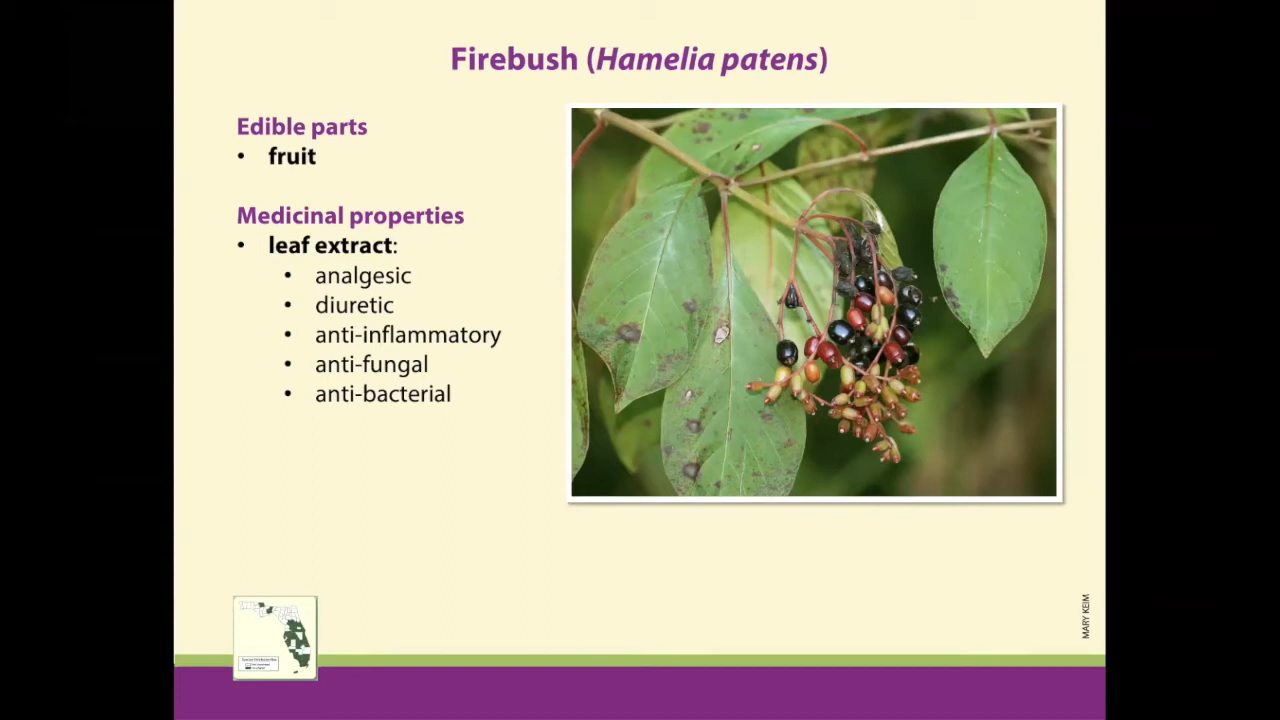 Firebush (Hamelia patens)
Edible parts
• fruit
Medicinal properties
• leaf extract:
• analgesic
• diuretic
• anti-inflammatory
• anti-fungal
• anti-bacterial
MARY KEIM